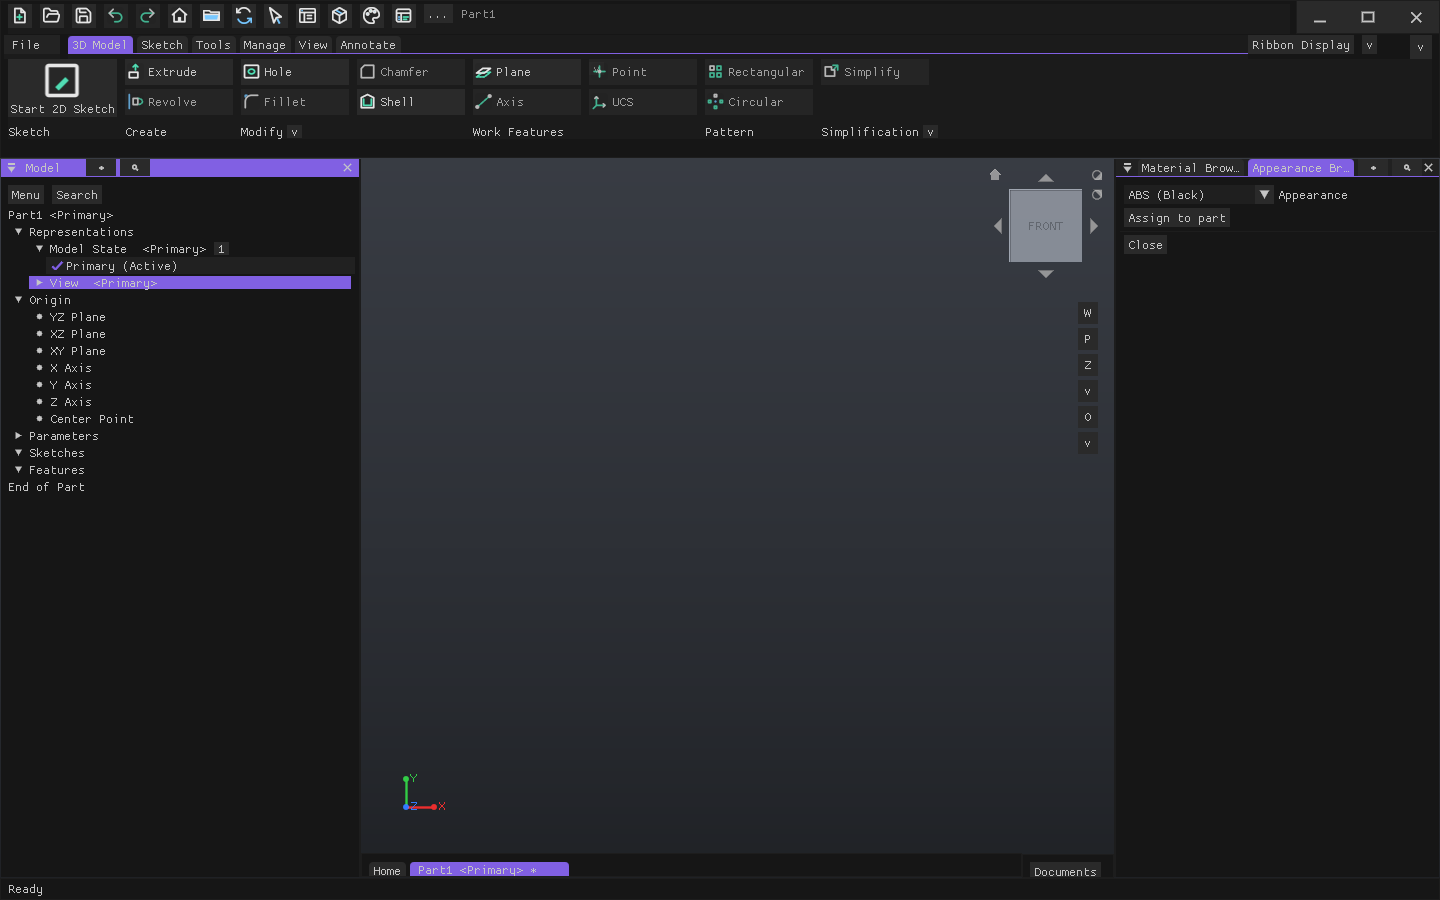 ... Part1
File 3D Model Sketch Tools Manage View Annotate Ribbon Display v v
Extrude Hole Chamfer Plane Point Rectangular Simplify
Start 2D Sketch Revolve Fillet Shell Axis UCS Circular
Sketch Create Modify v Work Features Pattern Simplification v
Model
Menu Search
Part1 <Primary>
Representations
Model State <Primary> 1
Primary (Active)
View <Primary>
Origin
YZ Plane
XZ Plane
XY Plane
X Axis
Y Axis
Z Axis
Center Point
Parameters
Sketches
Features
End of Part
FRONT
W
P
Z
v
O
v
Y
Z X
Material Brow… Appearance Br…
ABS (Black) Appearance
Assign to part
Close
Home Part1 <Primary> * Documents
Ready